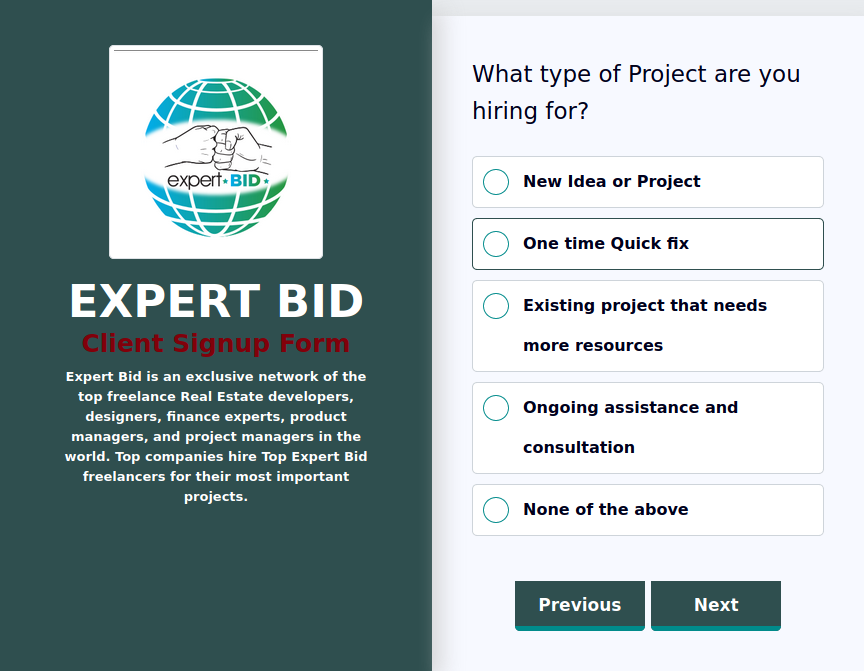 expert★BID★
EXPERT BID
Client Signup Form
Expert Bid is an exclusive network of the
top freelance Real Estate developers,
designers, finance experts, product
managers, and project managers in the
world. Top companies hire Top Expert Bid
freelancers for their most important
projects.
What type of Project are you
hiring for?
New Idea or Project
One time Quick fix
Existing project that needs
more resources
Ongoing assistance and
consultation
None of the above
Previous
Next